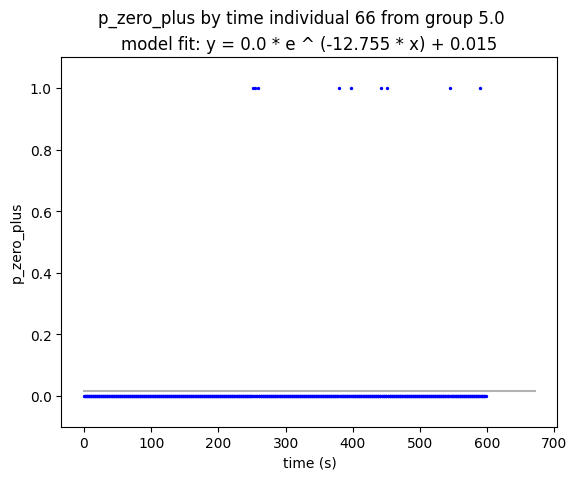 p_zero_plus by time individual 66 from group 5.0
model fit: y = 0.0 * e ^ (-12.755 * x) + 0.015
1.0
0.8
0.6
0.4
0.2
0.0
p_zero_plus
0 100 200 300 400 500 600 700
time (s)